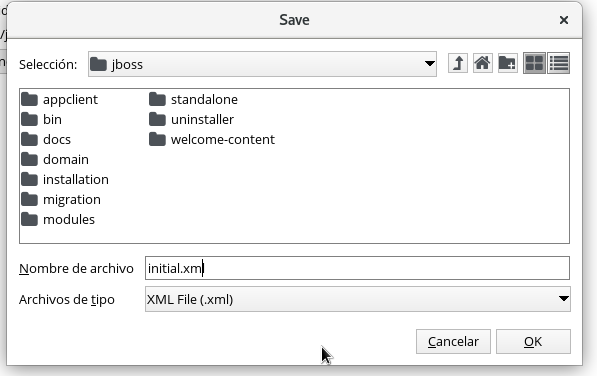 Save
Selección: jboss
appclient
bin
docs
domain
installation
migration
modules
standalone
uninstaller
welcome-content
Nombre de archivo initial.xml
Archivos de tipo XML File (.xml)
Cancelar OK